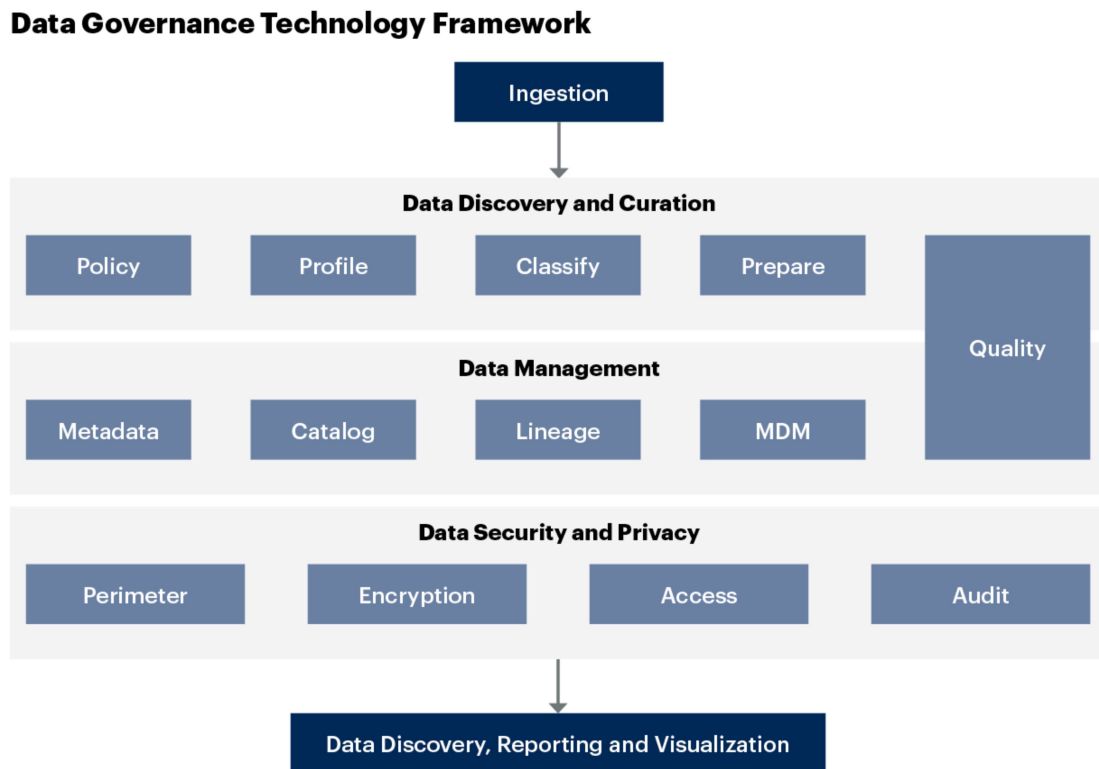 Data Governance Technology Framework
Ingestion
Data Discovery and Curation
Policy
Profile
Classify
Prepare
Quality
Data Management
Metadata
Catalog
Lineage
MDM
Data Security and Privacy
Perimeter
Encryption
Access
Audit
Data Discovery, Reporting and Visualization